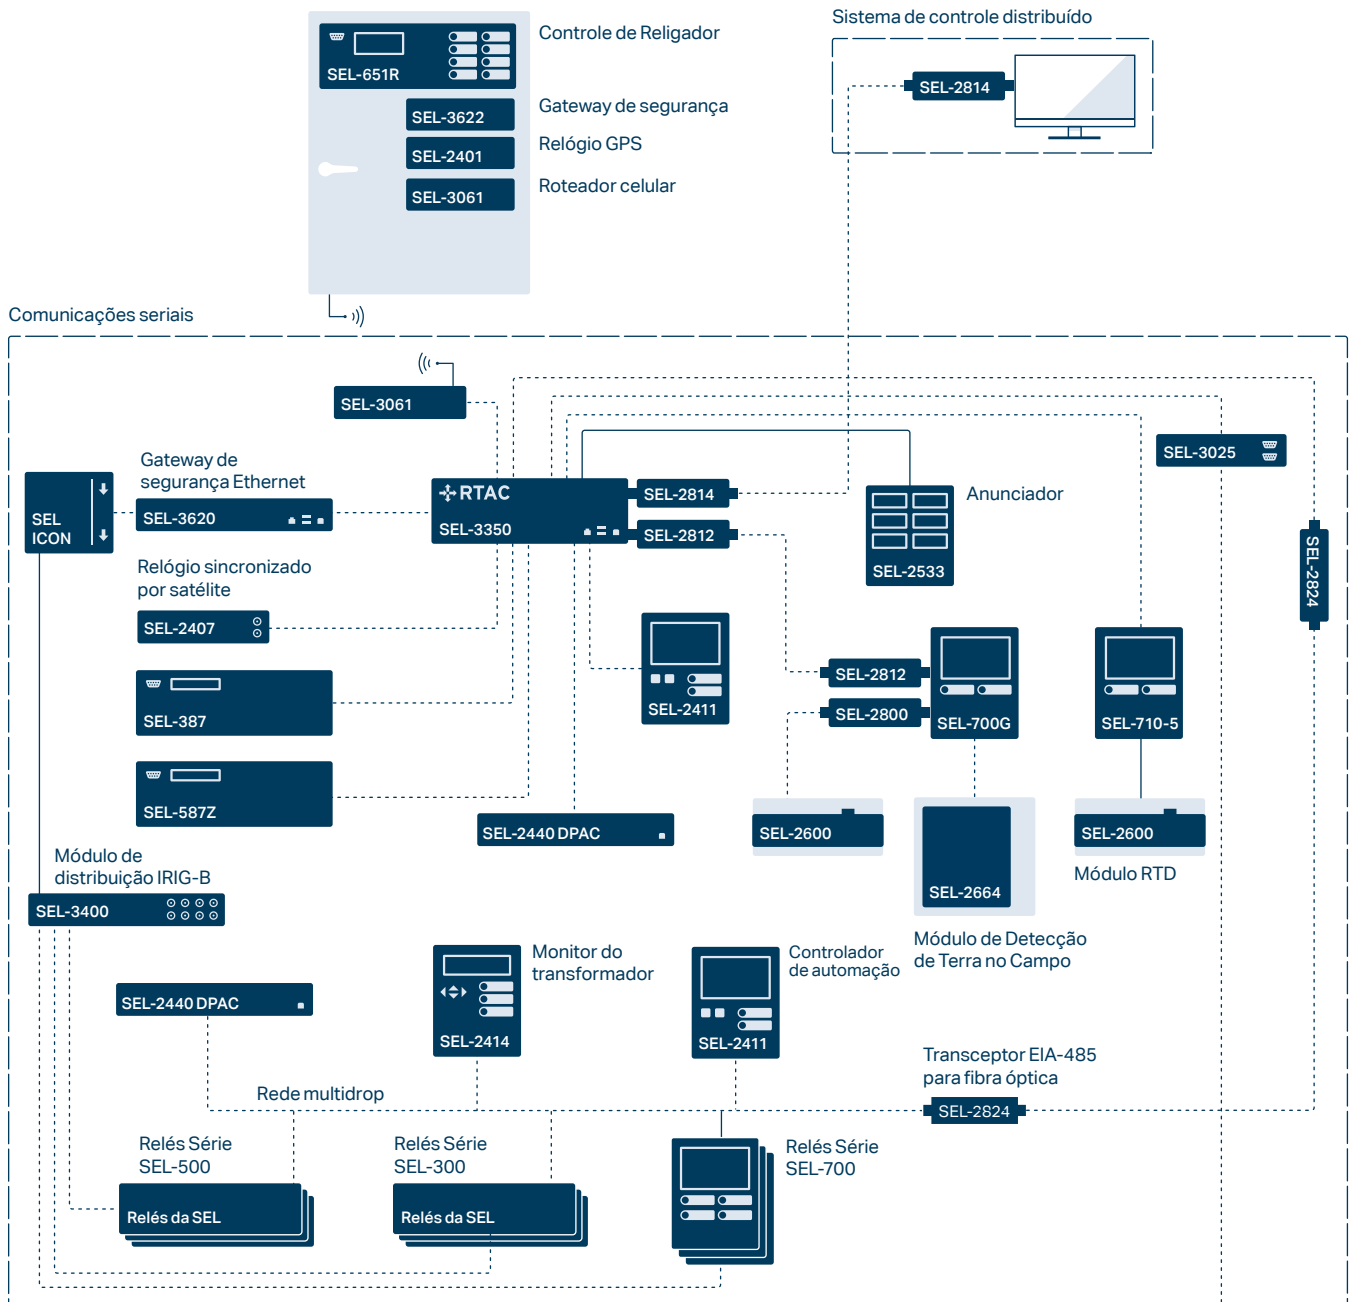 Sistema de controle distribuído
Controle de Religador
SEL-651R
SEL-2814
SEL-3622
Gateway de segurança
SEL-2401
Relógio GPS
SEL-3061
Roteador celular
Comunicações seriais
SEL-3061
SEL-3025
Gateway de
segurança Ethernet
SEL
ICON
SEL-3620
RTAC
SEL-3350
SEL-2814
SEL-2812
Anunciador
SEL-2533
SEL-2824
Relógio sincronizado
por satélite
SEL-2407
SEL-387
SEL-2411
SEL-2812
SEL-2800
SEL-700G
SEL-710-5
SEL-587Z
SEL-2440 DPAC
SEL-2600
SEL-2664
SEL-2600
Módulo RTD
Módulo de
distribuição IRIG-B
SEL-3400
Módulo de Detecção
de Terra no Campo
Monitor do
transformador
SEL-2414
Controlador
de automação
SEL-2411
SEL-2440 DPAC
Transceptor EIA-485
para fibra óptica
SEL-2824
Rede multidrop
Relés Série
SEL-500
Relés da SEL
Relés Série
SEL-300
Relés da SEL
Relés Série
SEL-700